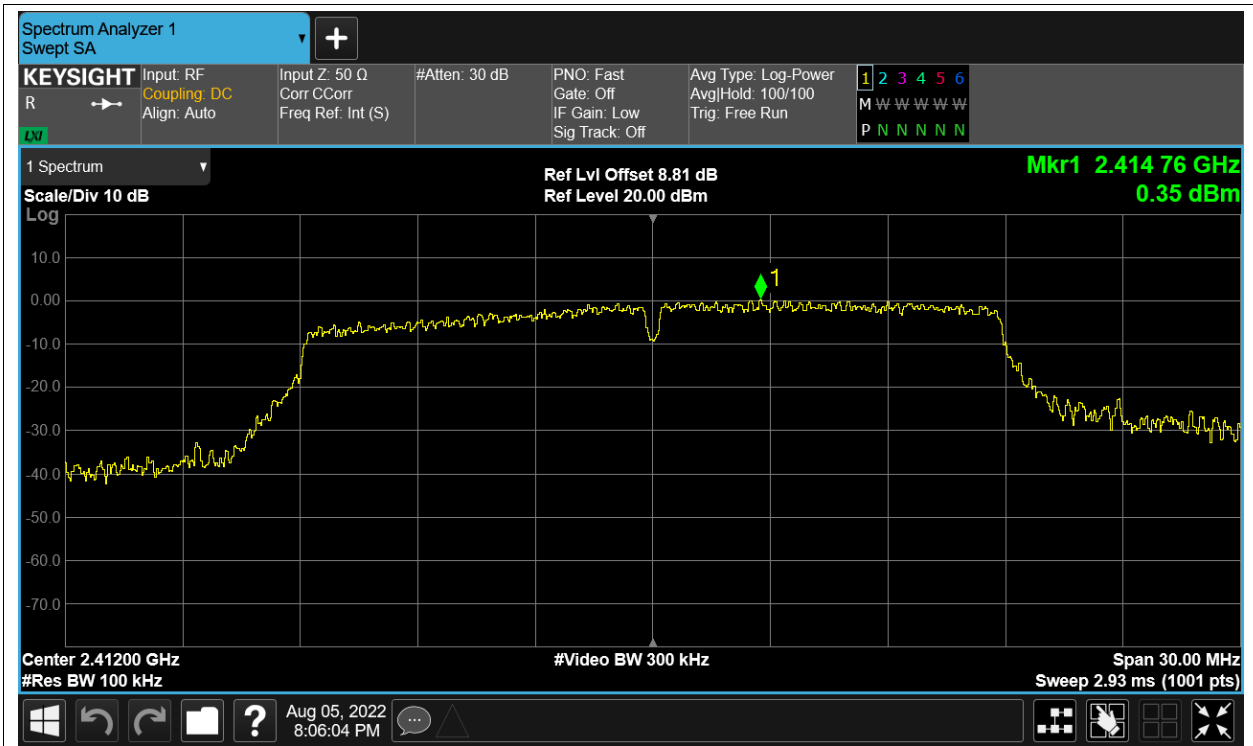 Spectrum Analyzer 1
Swept SA
KEYSIGHT
R
LXI
Input: RF
Coupling: DC
Align: Auto
Input Z: 50 Ω
Corr CCorr
Freq Ref: Int (S)
#Atten: 30 dB
PNO: Fast
Gate: Off
IF Gain: Low
Sig Track: Off
Avg Type: Log-Power
Avg|Hold: 100/100
Trig: Free Run
1 2 3 4 5 6
M W W W W W
P N N N N N
1 Spectrum
Scale/Div 10 dB
Log
Ref Lvl Offset 8.81 dB
Ref Level 20.00 dBm
Mkr1 2.414 76 GHz
0.35 dBm
10.0
1
0.00
-10.0
-20.0
-30.0
-40.0
-50.0
-60.0
-70.0
Center 2.41200 GHz
#Res BW 100 kHz
#Video BW 300 kHz
Span 30.00 MHz
Sweep 2.93 ms (1001 pts)
?
Aug 05, 2022
8:06:04 PM